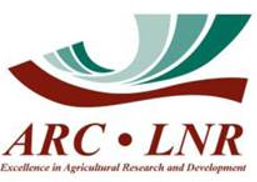 ARC • LNR
Excellence in Agricultural Research and Development